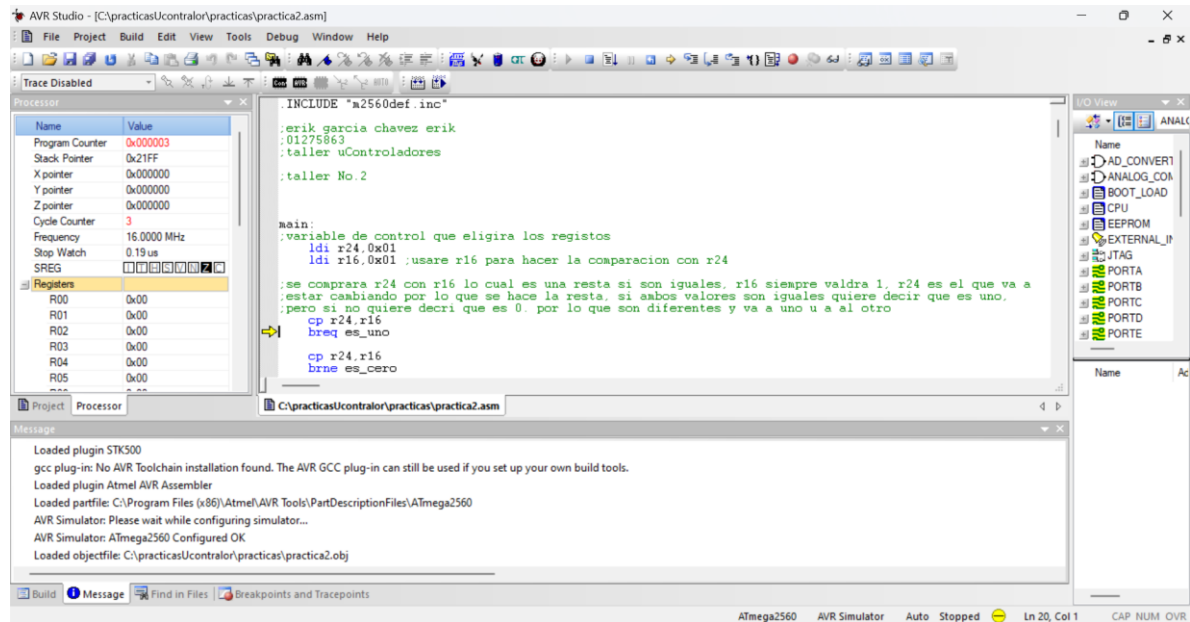 AVR Studio - [C:\practicasUcontralor\practicas\practica2.asm]
File Project Build Edit View Tools Debug Window Help
Trace Disabled
AUTO
Processor
Name Value
Program Counter 0x000003
Stack Pointer 0x21FF
X pointer 0x000000
Y pointer 0x000000
Z pointer 0x000000
Cycle Counter 3
Frequency 16.0000 MHz
Stop Watch 0.19 us
SREG I T H S V N Z C
Registers
R00 0x00
R01 0x00
R02 0x00
R03 0x00
R04 0x00
R05 0x00
Project Processor
.INCLUDE "m2560def.inc"
;erik garcia chavez erik
;01275863
;taller uControladores
;taller No.2
main:
;variable de control que eligira los registos
ldi r24,0x01
ldi r16,0x01 ;usare r16 para hacer la comparacion con r24
;se comprara r24 con r16 lo cual es una resta si son iguales, r16 siempre valdra 1, r24 es el que va a
;estar cambiando por lo que se hace la resta, si ambos valores son iguales quiere decir que es uno,
;pero si no quiere decri que es 0. por lo que son diferentes y va a uno u a al otro
cp r24,r16
breq es_uno
cp r24,r16
brne es_cero
C:\practicasUcontralor\practicas\practica2.asm
I/O View
ANALO
Name
AD_CONVERT
ANALOG_COM
BOOT_LOAD
CPU
EEPROM
EXTERNAL_IN
JTAG
PORTA
PORTB
PORTC
PORTD
PORTE
Name Ad
Message
Loaded plugin STK500
gcc plug-in: No AVR Toolchain installation found. The AVR GCC plug-in can still be used if you set up your own build tools.
Loaded plugin Atmel AVR Assembler
Loaded partfile: C:\Program Files (x86)\Atmel\AVR Tools\PartDescriptionFiles\ATmega2560
AVR Simulator: Please wait while configuring simulator...
AVR Simulator: ATmega2560 Configured OK
Loaded objectfile: C:\practicasUcontralor\practicas\practica2.obj
Build Message Find in Files Breakpoints and Tracepoints
ATmega2560 AVR Simulator Auto Stopped Ln 20, Col 1 CAP NUM OVR